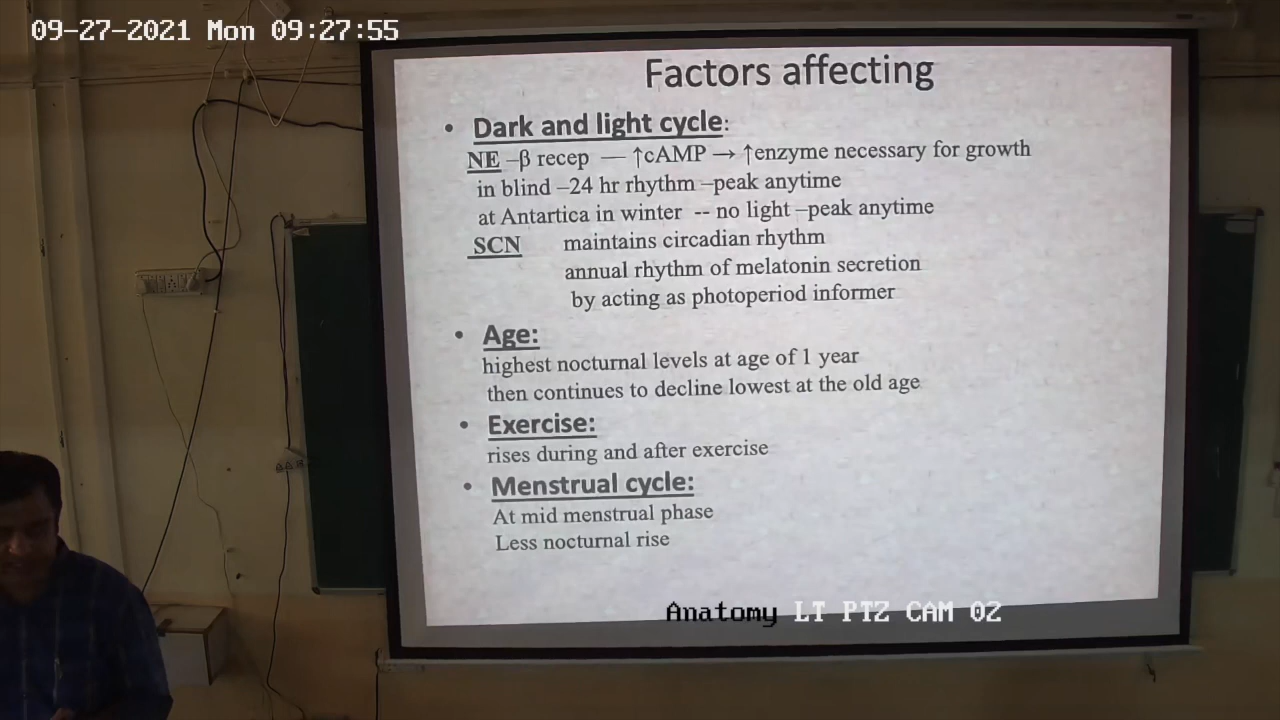 09-27-2021 Mon 09:27:55
Factors affecting
• Dark and light cycle:
NE –β recep — ↑cAMP → ↑enzyme necessary for growth
in blind –24 hr rhythm –peak anytime
at Antartica in winter -- no light –peak anytime
SCN maintains circadian rhythm
annual rhythm of melatonin secretion
by acting as photoperiod informer
• Age:
highest nocturnal levels at age of 1 year
then continues to decline lowest at the old age
• Exercise:
rises during and after exercise
• Menstrual cycle:
At mid menstrual phase
Less nocturnal rise
Anatomy LT PTZ CAM 02